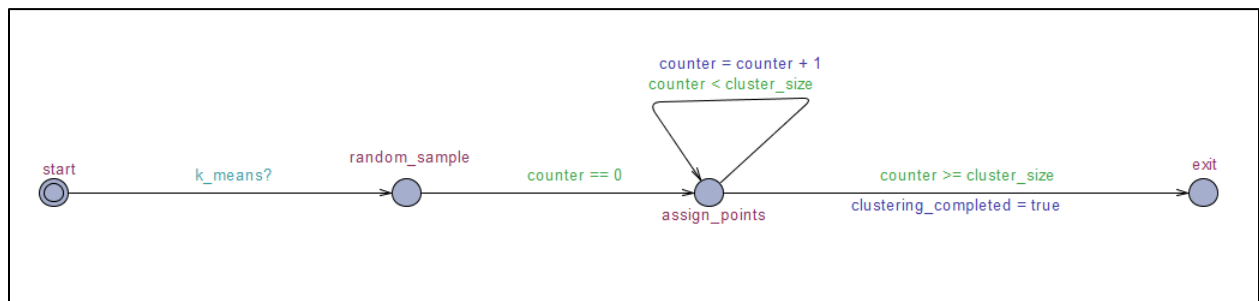 counter = counter + 1
counter < cluster_size
start
k_means?
random_sample
counter == 0
assign_points
counter >= cluster_size
clustering_completed = true
exit